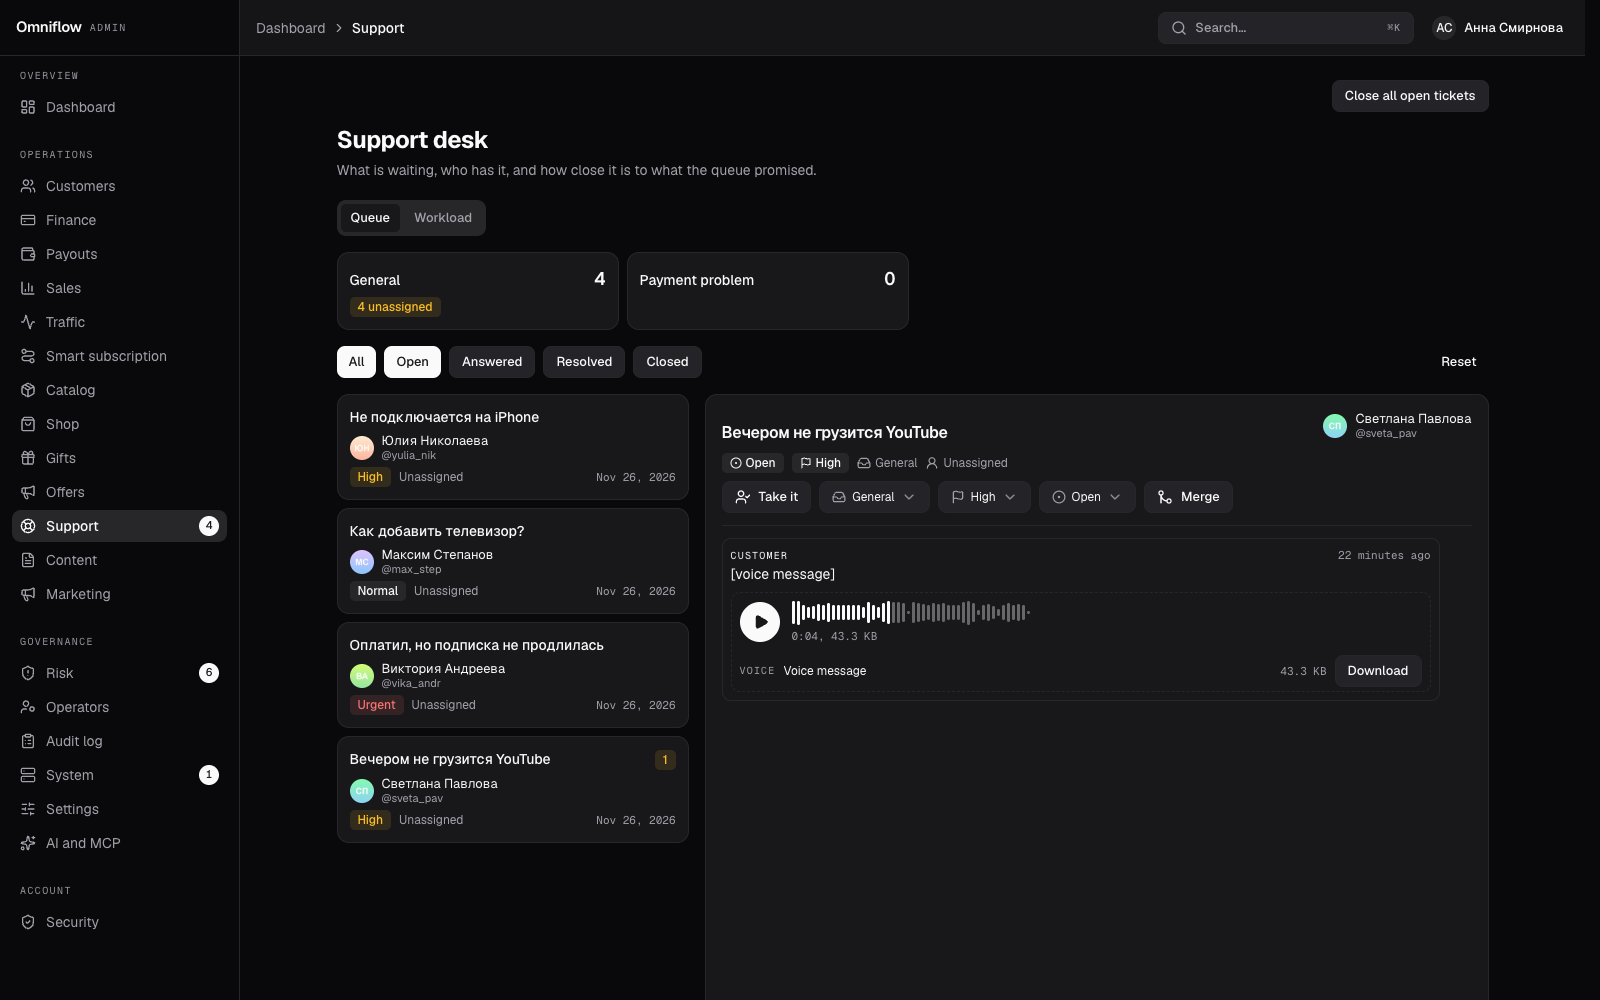 Omniflow ADMIN
Dashboard > Support
Search...
⌘K
AC
Анна Смирнова
OVERVIEW
Dashboard
OPERATIONS
Customers
Finance
Payouts
Sales
Traffic
Smart subscription
Catalog
Shop
Gifts
Offers
Support 4
Content
Marketing
GOVERNANCE
Risk 6
Operators
Audit log
System 1
Settings
AI and MCP
ACCOUNT
Security
Close all open tickets
Support desk
What is waiting, who has it, and how close it is to what the queue promised.
Queue Workload
General 4
4 unassigned
Payment problem 0
All Open Answered Resolved Closed Reset
Не подключается на iPhone
ЮН
Юлия Николаева
@yulia_nik
High Unassigned Nov 26, 2026
Как добавить телевизор?
МС
Максим Степанов
@max_step
Normal Unassigned Nov 26, 2026
Оплатил, но подписка не продлилась
ВА
Виктория Андреева
@vika_andr
Urgent Unassigned Nov 26, 2026
Вечером не грузится YouTube 1
СП
Светлана Павлова
@sveta_pav
High Unassigned Nov 26, 2026
Вечером не грузится YouTube
СП
Светлана Павлова
@sveta_pav
Open High General Unassigned
Take it General High Open Merge
CUSTOMER 22 minutes ago
[voice message]
0:04, 43.3 KB
VOICE Voice message 43.3 KB Download